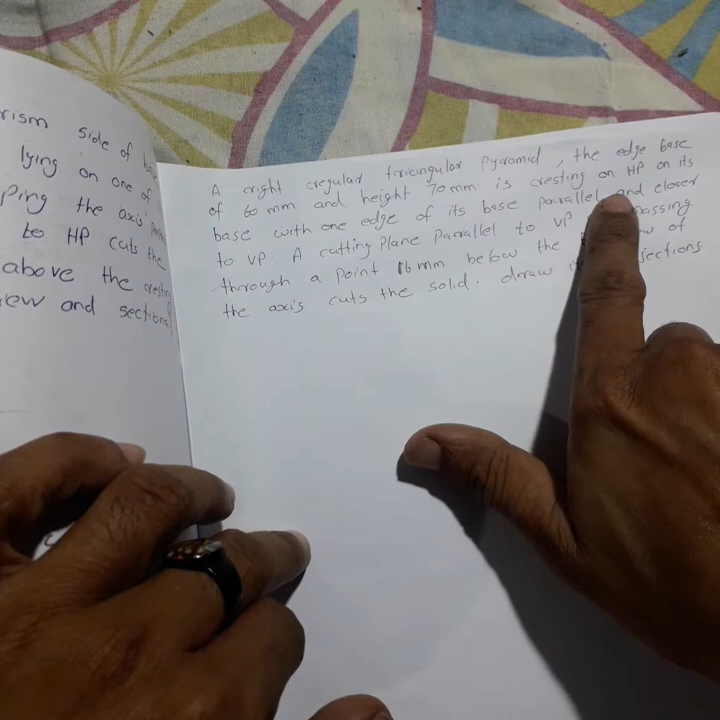 rism side of
lying on one of
ping the axis
to HP cuts the
above the
iew and section
A right regular triangular pyramid, the edge base
of 60 mm and height 70 mm is resting on HP on its
base with one edge of its base parallel and closer
to VP. A cutting Plane Parallel to VP passing
through a point 16 mm below the of
the axis cuts the solid. draw sections